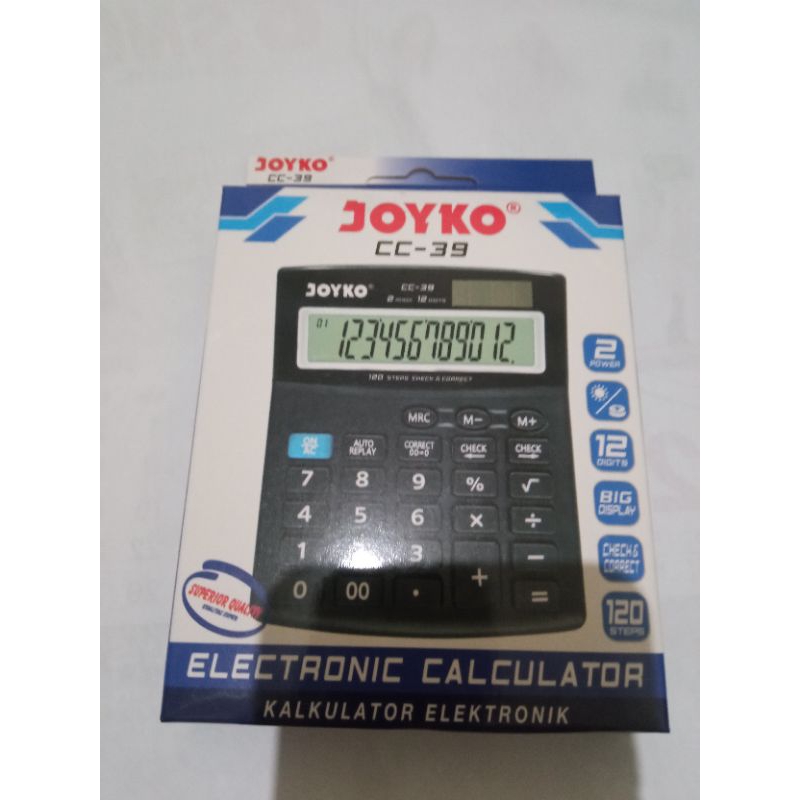 JOYKO®
CC-39
JOYKO®
CC-39
JOYKO®
CC-39
2 POWER 12 DIGITS
01
123456789012.
120 STEPS CHECK & CORRECT
MRC M- M+
ON AC AUTO REPLAY CORRECT 00→0 CHECK ← CHECK →
7 8 9 % √
4 5 6 × ÷
1 3 + −
0 00 . =
2 POWER
12 DIGITS
BIG DISPLAY
CHECK & CORRECT
120 STEPS
SUPERIOR QUALITY
ELECTRONIC CALCULATOR
KALKULATOR ELEKTRONIK